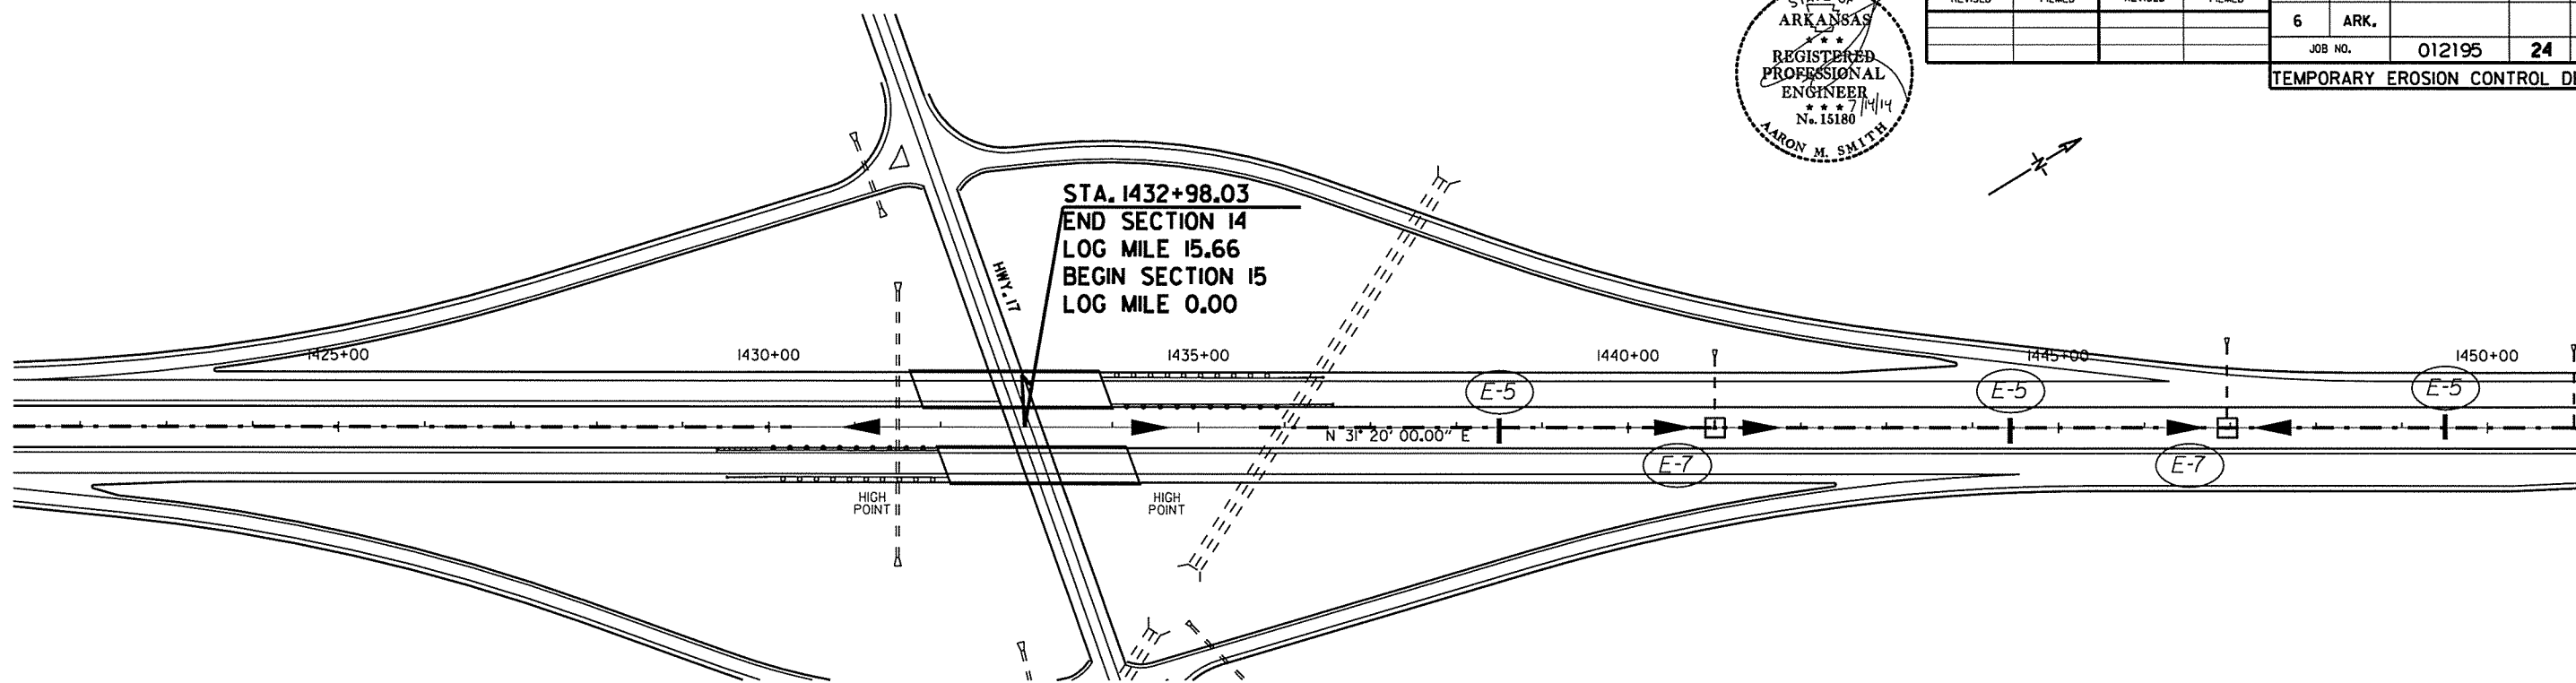 STATE OF
ARKANSAS
REGISTERED
PROFESSIONAL
ENGINEER
7/14/14
No. 15180
AARON M. SMITH
6 ARK.
JOB NO. 012195 24
TEMPORARY EROSION CONTROL
N
STA. 1432+98.03
END SECTION 14
LOG MILE 15.66
BEGIN SECTION 15
LOG MILE 0.00
HWY. 17
1425+00 1430+00 1435+00 1440+00 1445+00 1450+00
E-5 E-5 E-5
N 31° 20' 00.00" E
E-7 E-7
HIGH
POINT
HIGH
POINT